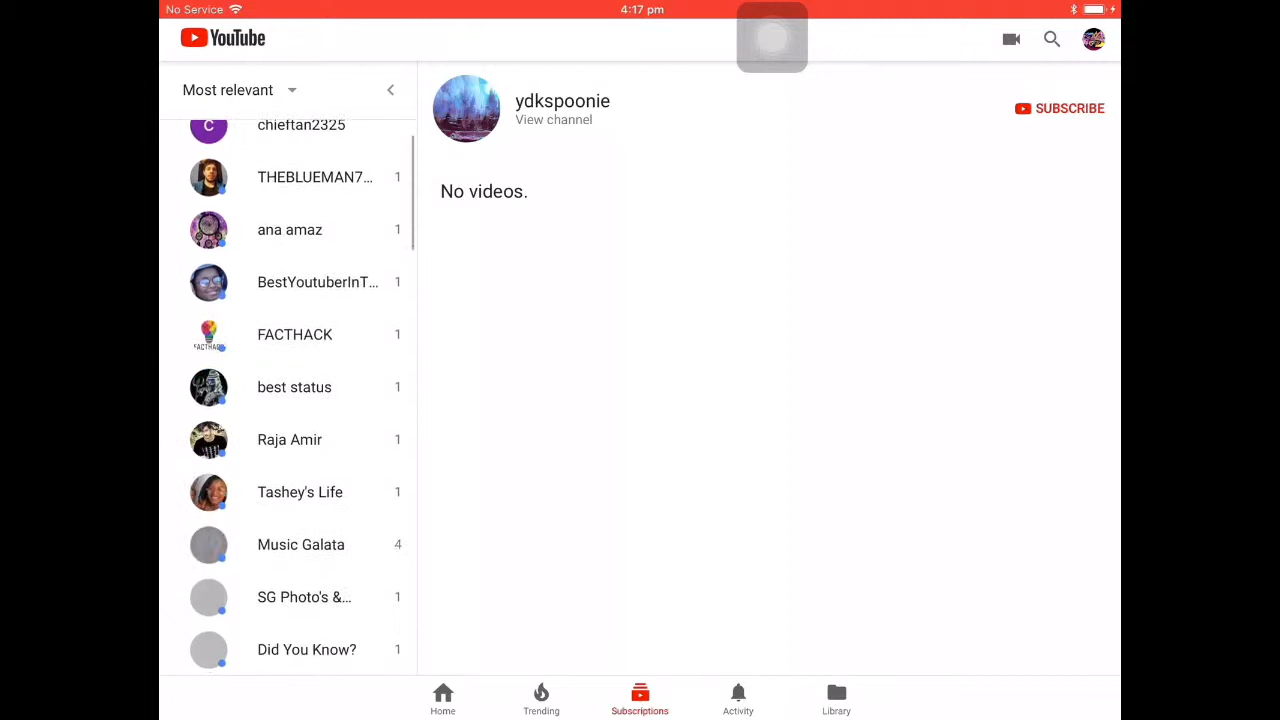 No Service
4:17 pm
YouTube
Most relevant
C
chieftan2325
THEBLUEMAN7... 1
ana amaz 1
BestYoutuberInT... 1
FACTHACK 1
best status 1
Raja Amir 1
Tashey's Life 1
Music Galata 4
SG Photo's &... 1
Did You Know? 1
ydkspoonie
View channel
SUBSCRIBE
No videos.
Home
Trending
Subscriptions
Activity
Library